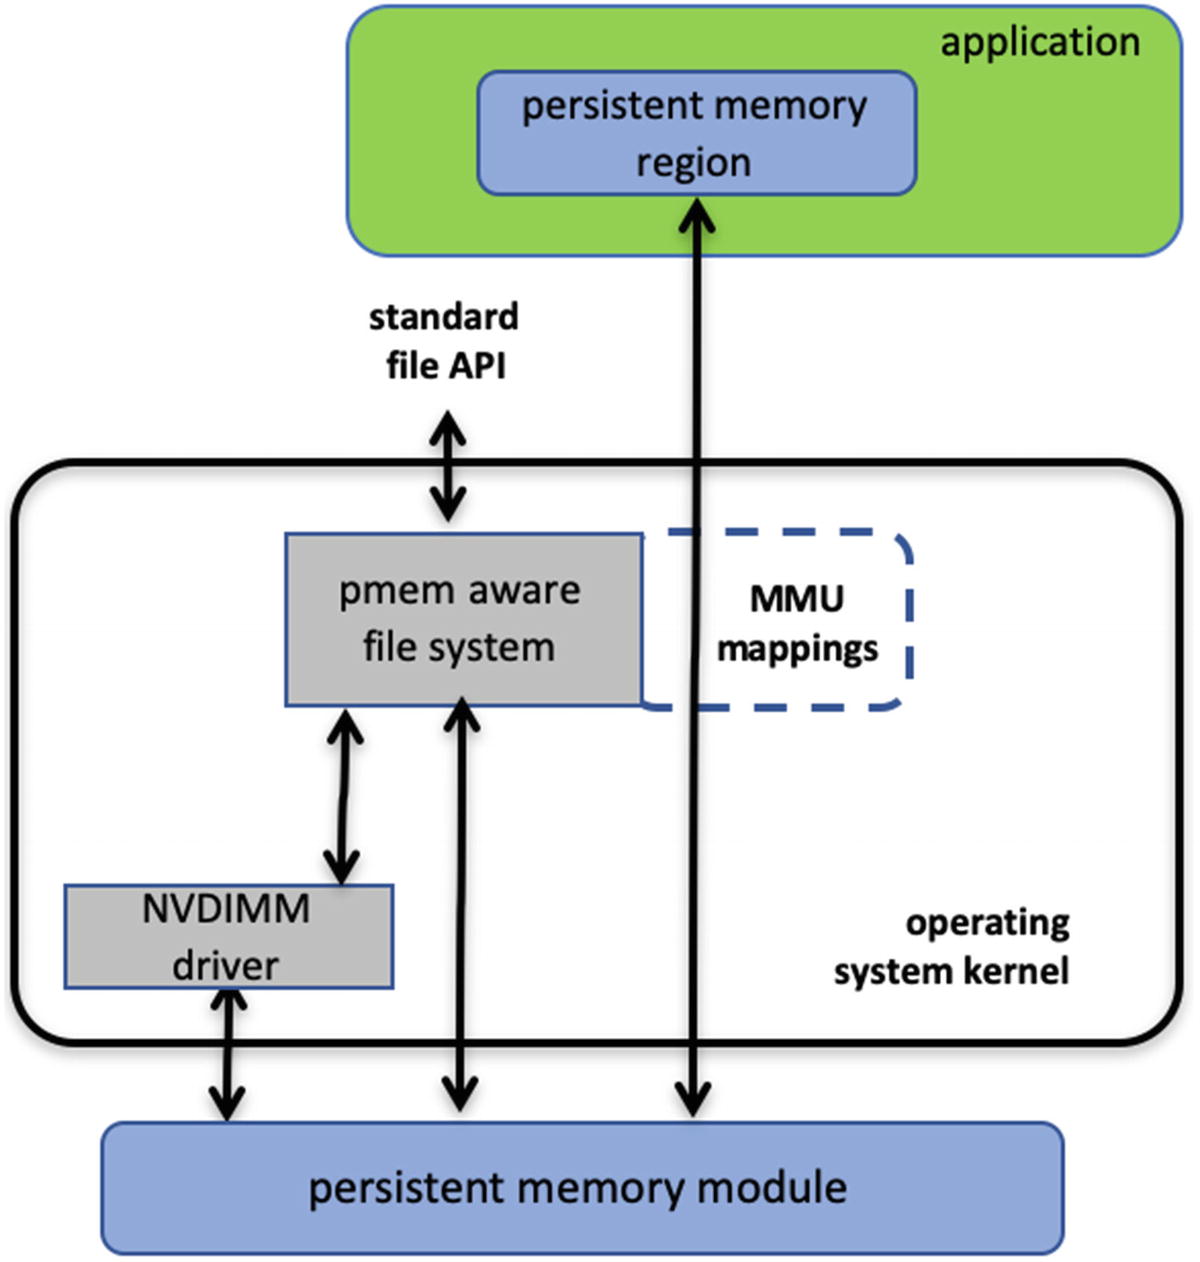 application
persistent memory
region
standard
file API
pmem aware
file system
MMU
mappings
NVDIMM
driver
operating
system kernel
persistent memory module